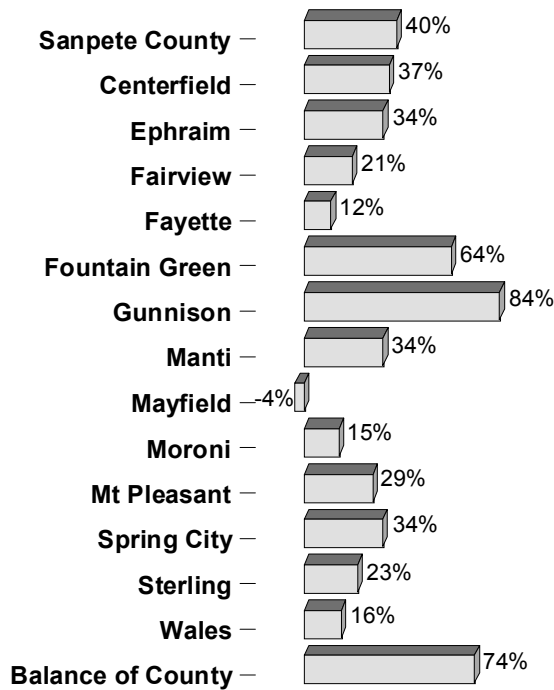 Sanpete County 40%
Centerfield 37%
Ephraim 34%
Fairview 21%
Fayette 12%
Fountain Green 64%
Gunnison 84%
Manti 34%
Mayfield -4%
Moroni 15%
Mt Pleasant 29%
Spring City 34%
Sterling 23%
Wales 16%
Balance of County 74%